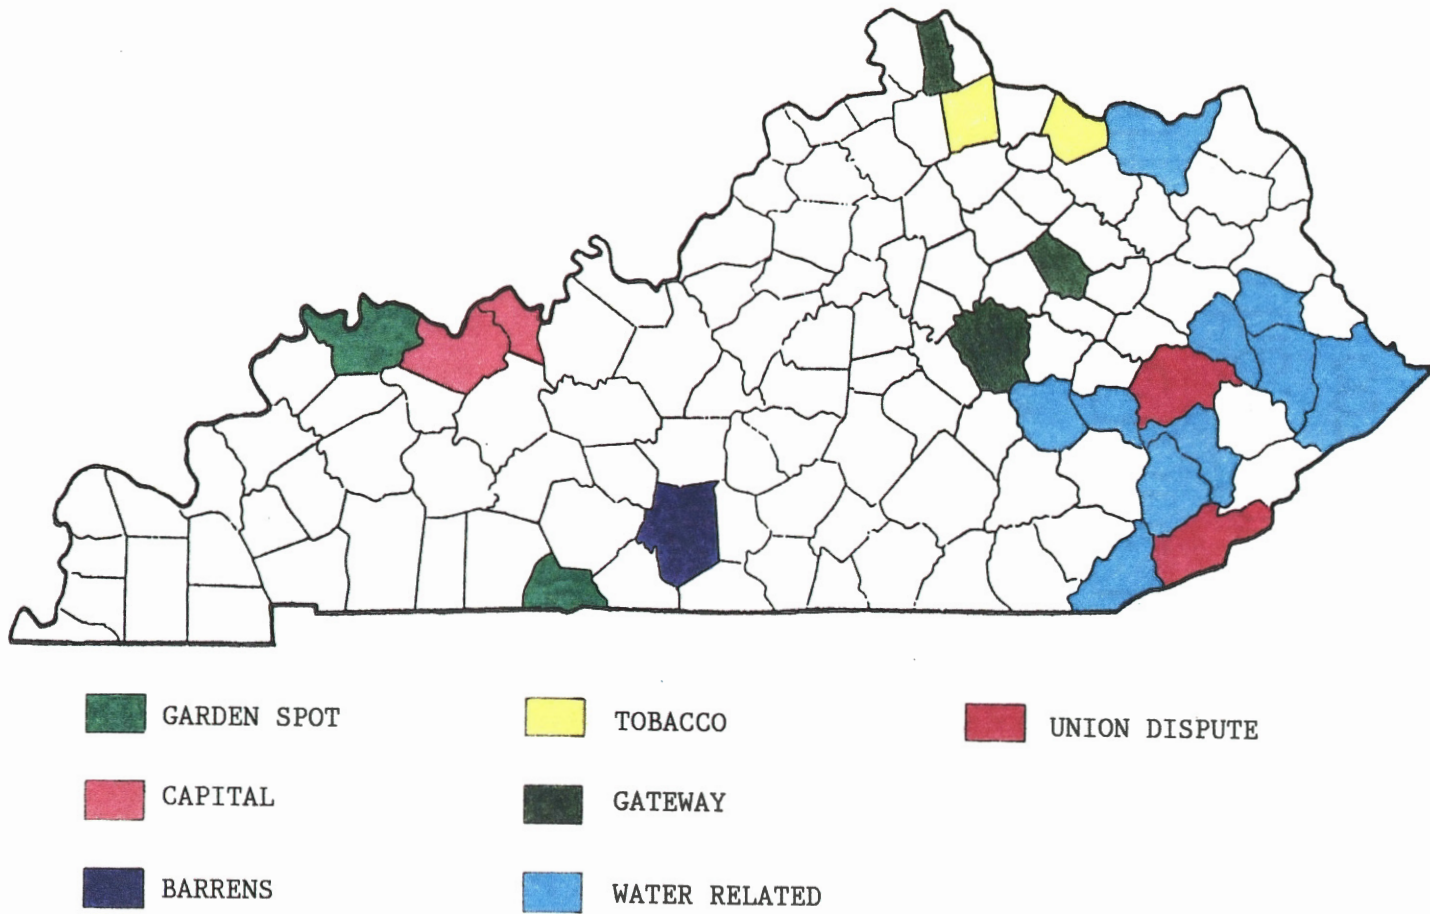 GARDEN SPOT
TOBACCO
UNION DISPUTE
CAPITAL
GATEWAY
BARRENS
WATER RELATED